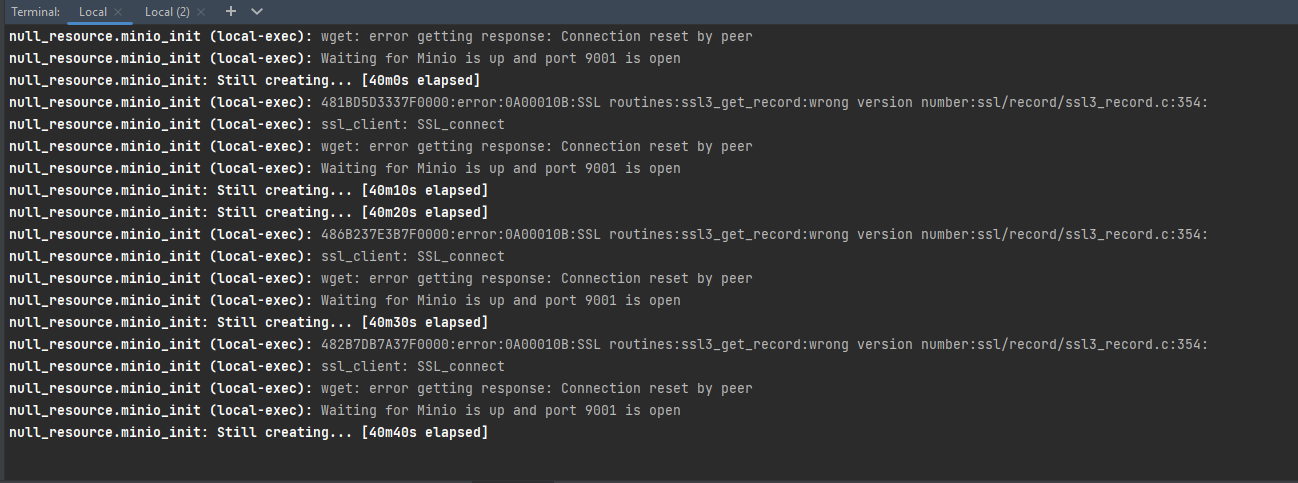 Terminal: Local × Local (2) × +
null_resource.minio_init (local-exec): wget: error getting response: Connection reset by peer
null_resource.minio_init (local-exec): Waiting for Minio is up and port 9001 is open
null_resource.minio_init: Still creating... [40m0s elapsed]
null_resource.minio_init (local-exec): 481BD5D3337F0000:error:0A00010B:SSL routines:ssl3_get_record:wrong version number:ssl/record/ssl3_record.c:354:
null_resource.minio_init (local-exec): ssl_client: SSL_connect
null_resource.minio_init (local-exec): wget: error getting response: Connection reset by peer
null_resource.minio_init (local-exec): Waiting for Minio is up and port 9001 is open
null_resource.minio_init: Still creating... [40m10s elapsed]
null_resource.minio_init: Still creating... [40m20s elapsed]
null_resource.minio_init (local-exec): 486B237E3B7F0000:error:0A00010B:SSL routines:ssl3_get_record:wrong version number:ssl/record/ssl3_record.c:354:
null_resource.minio_init (local-exec): ssl_client: SSL_connect
null_resource.minio_init (local-exec): wget: error getting response: Connection reset by peer
null_resource.minio_init (local-exec): Waiting for Minio is up and port 9001 is open
null_resource.minio_init: Still creating... [40m30s elapsed]
null_resource.minio_init (local-exec): 482B7DB7A37F0000:error:0A00010B:SSL routines:ssl3_get_record:wrong version number:ssl/record/ssl3_record.c:354:
null_resource.minio_init (local-exec): ssl_client: SSL_connect
null_resource.minio_init (local-exec): wget: error getting response: Connection reset by peer
null_resource.minio_init (local-exec): Waiting for Minio is up and port 9001 is open
null_resource.minio_init: Still creating... [40m40s elapsed]